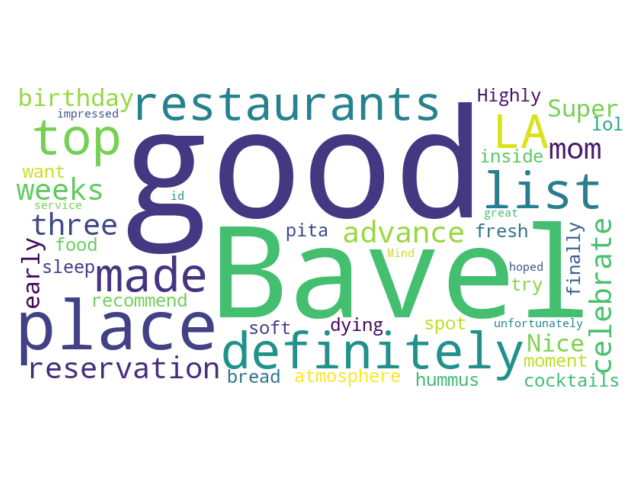 birthday
impressed
restaurants
Highly
Super
lol
top
good
LA
mom
inside
want
weeks
service
id
list
great
three
food
pita
advance
fresh
finally
celebrate
early
sleep
made
Bavel
Mind
hoped
try
recommend
place
soft
dying
spot
unfortunately
definitely
Nice
moment
reservation
bread
atmosphere
hummus
cocktails